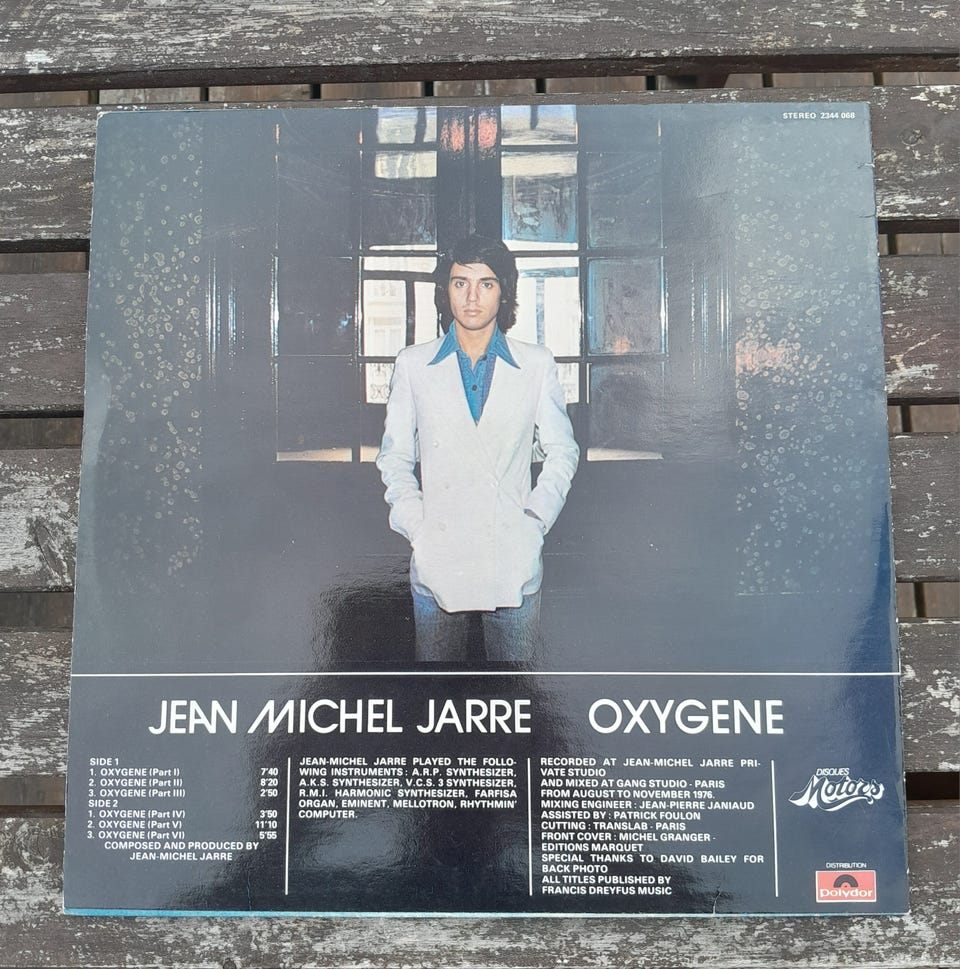 STEREO 2344 068
JEAN MICHEL JARRE OXYGENE
SIDE 1
1. OXYGENE (Part I) 7'40
2. OXYGENE (Part II) 8'20
3. OXYGENE (Part III) 2'50
SIDE 2
1. OXYGENE (Part IV) 3'50
2. OXYGENE (Part V) 11'10
3. OXYGENE (Part VI) 5'55
COMPOSED AND PRODUCED BY
JEAN-MICHEL JARRE
JEAN-MICHEL JARRE PLAYED THE FOLLO-
WING INSTRUMENTS : A.R.P. SYNTHESIZER,
A.K.S. SYNTHESIZER, V.C.S. 3 SYNTHESIZER,
R.M.I. HARMONIC SYNTHESIZER, FARFISA
ORGAN, EMINENT, MELLOTRON, RHYTHMIN'
COMPUTER.
RECORDED AT JEAN-MICHEL JARRE PRI-
VATE STUDIO
AND MIXED AT GANG STUDIO - PARIS
FROM AUGUST TO NOVEMBER 1976.
MIXING ENGINEER : JEAN-PIERRE JANIAUD
ASSISTED BY : PATRICK FOULON
CUTTING : TRANSLAB - PARIS
FRONT COVER : MICHEL GRANGER -
EDITIONS MARQUET
SPECIAL THANKS TO DAVID BAILEY FOR
BACK PHOTO
ALL TITLES PUBLISHED BY
FRANCIS DREYFUS MUSIC
DISQUES
Motors
DISTRIBUTION
polydor